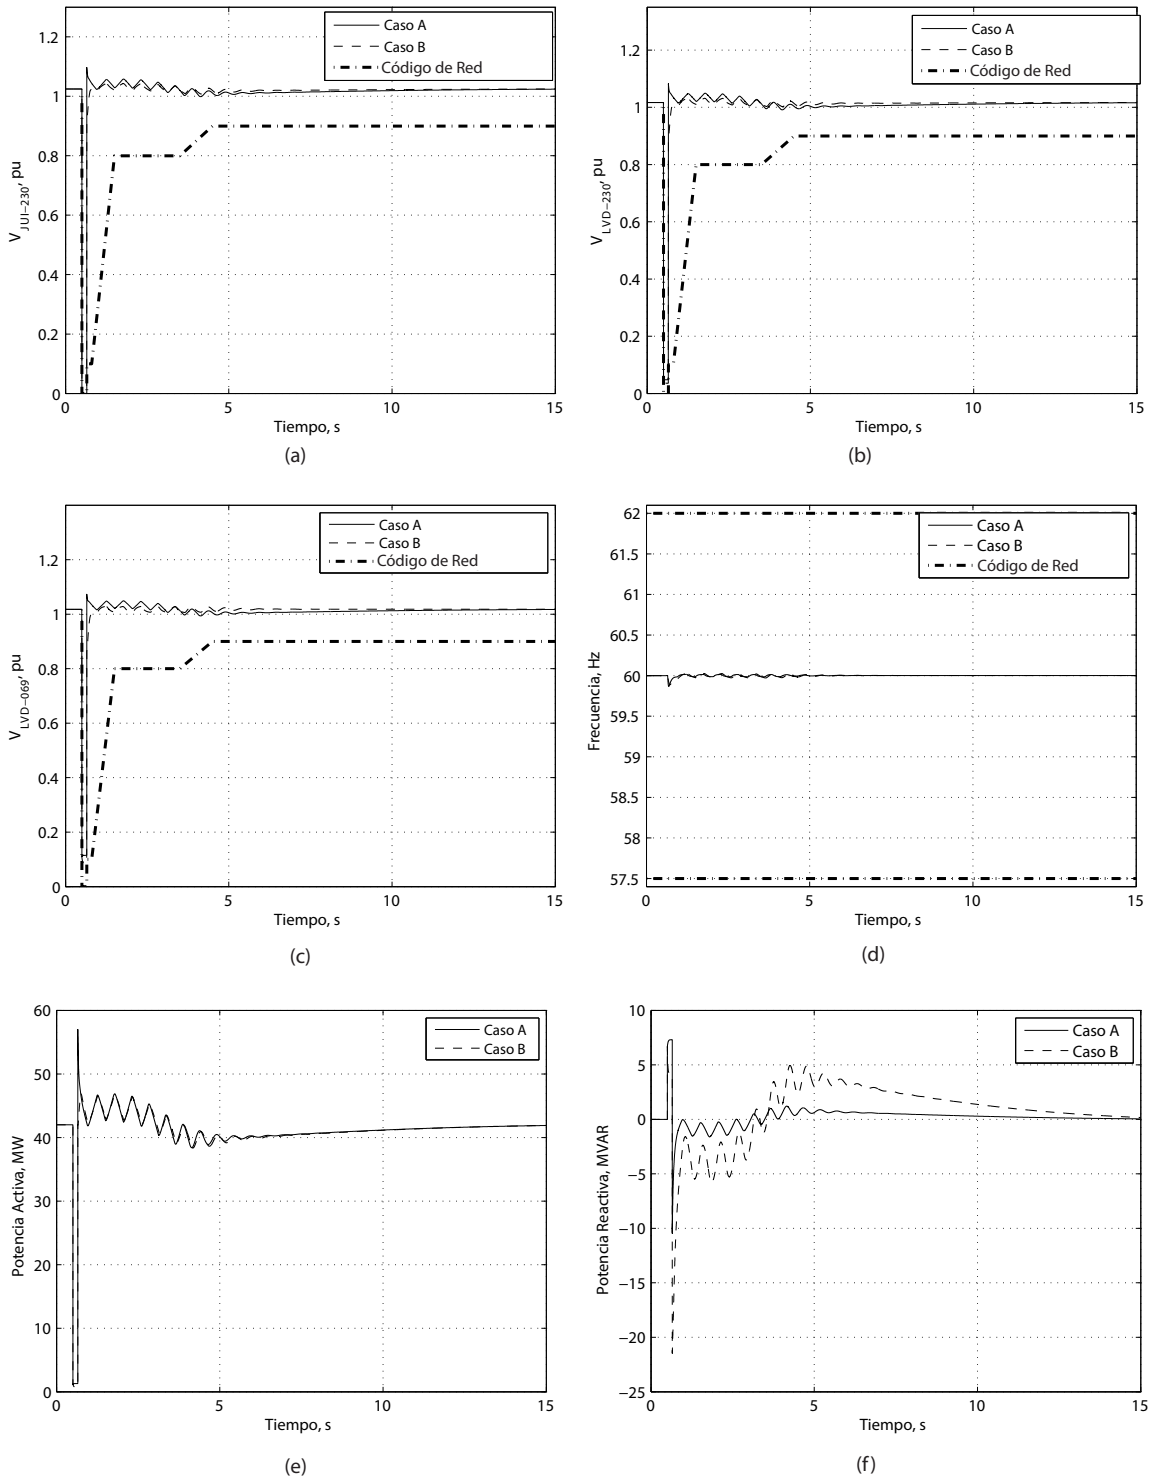 1.2
1
0.8
0.6
0.4
0.2
0
0
5
10
15
V_JUI−230, pu
Tiempo, s
Caso A
Caso B
Código de Red
(a)
1.2
1
0.8
0.6
0.4
0.2
0
0
5
10
15
V_LVD−230, pu
Tiempo, s
Caso A
Caso B
Código de Red
(b)
1.2
1
0.8
0.6
0.4
0.2
0
0
5
10
15
V_LVD−069, pu
Tiempo, s
Caso A
Caso B
Código de Red
(c)
62
61.5
61
60.5
60
59.5
59
58.5
58
57.5
0
5
10
15
Frecuencia, Hz
Tiempo, s
Caso A
Caso B
Código de Red
(d)
60
50
40
30
20
10
0
0
5
10
15
Potencia Activa, MW
Tiempo, s
Caso A
Caso B
(e)
10
5
0
−5
−10
−15
−20
−25
0
5
10
15
Potencia Reactiva, MVAR
Tiempo, s
Caso A
Caso B
(f)